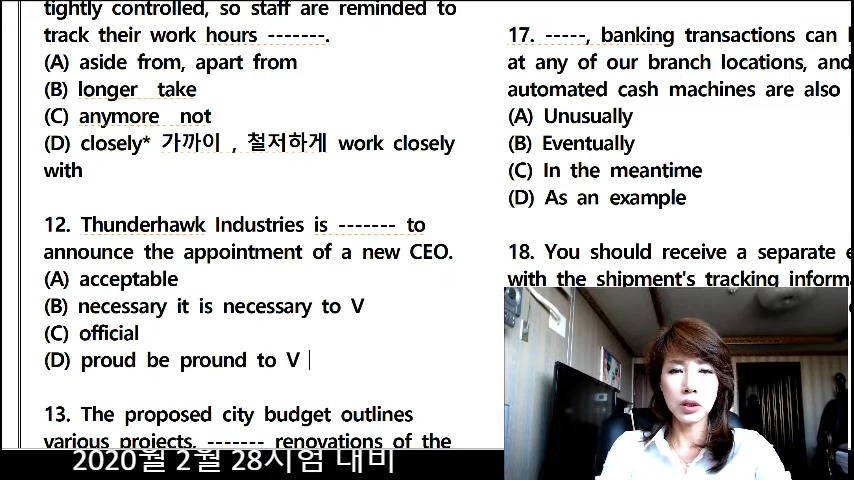 tightly controlled, so staff are reminded to
track their work hours -------.
(A) aside from, apart from
(B) longer take
(C) anymore not
(D) closely* 가까이 , 철저하게 work closely
with
12. Thunderhawk Industries is ------- to
announce the appointment of a new CEO.
(A) acceptable
(B) necessary it is necessary to V
(C) official
(D) proud be pround to V
13. The proposed city budget outlines
various projects, ------- renovations of the
17. -----, banking transactions can
at any of our branch locations, and
automated cash machines are also
(A) Unusually
(B) Eventually
(C) In the meantime
(D) As an example
18. You should receive a separate e
with the shipment's tracking inform
2020월 2월 28시험 대비